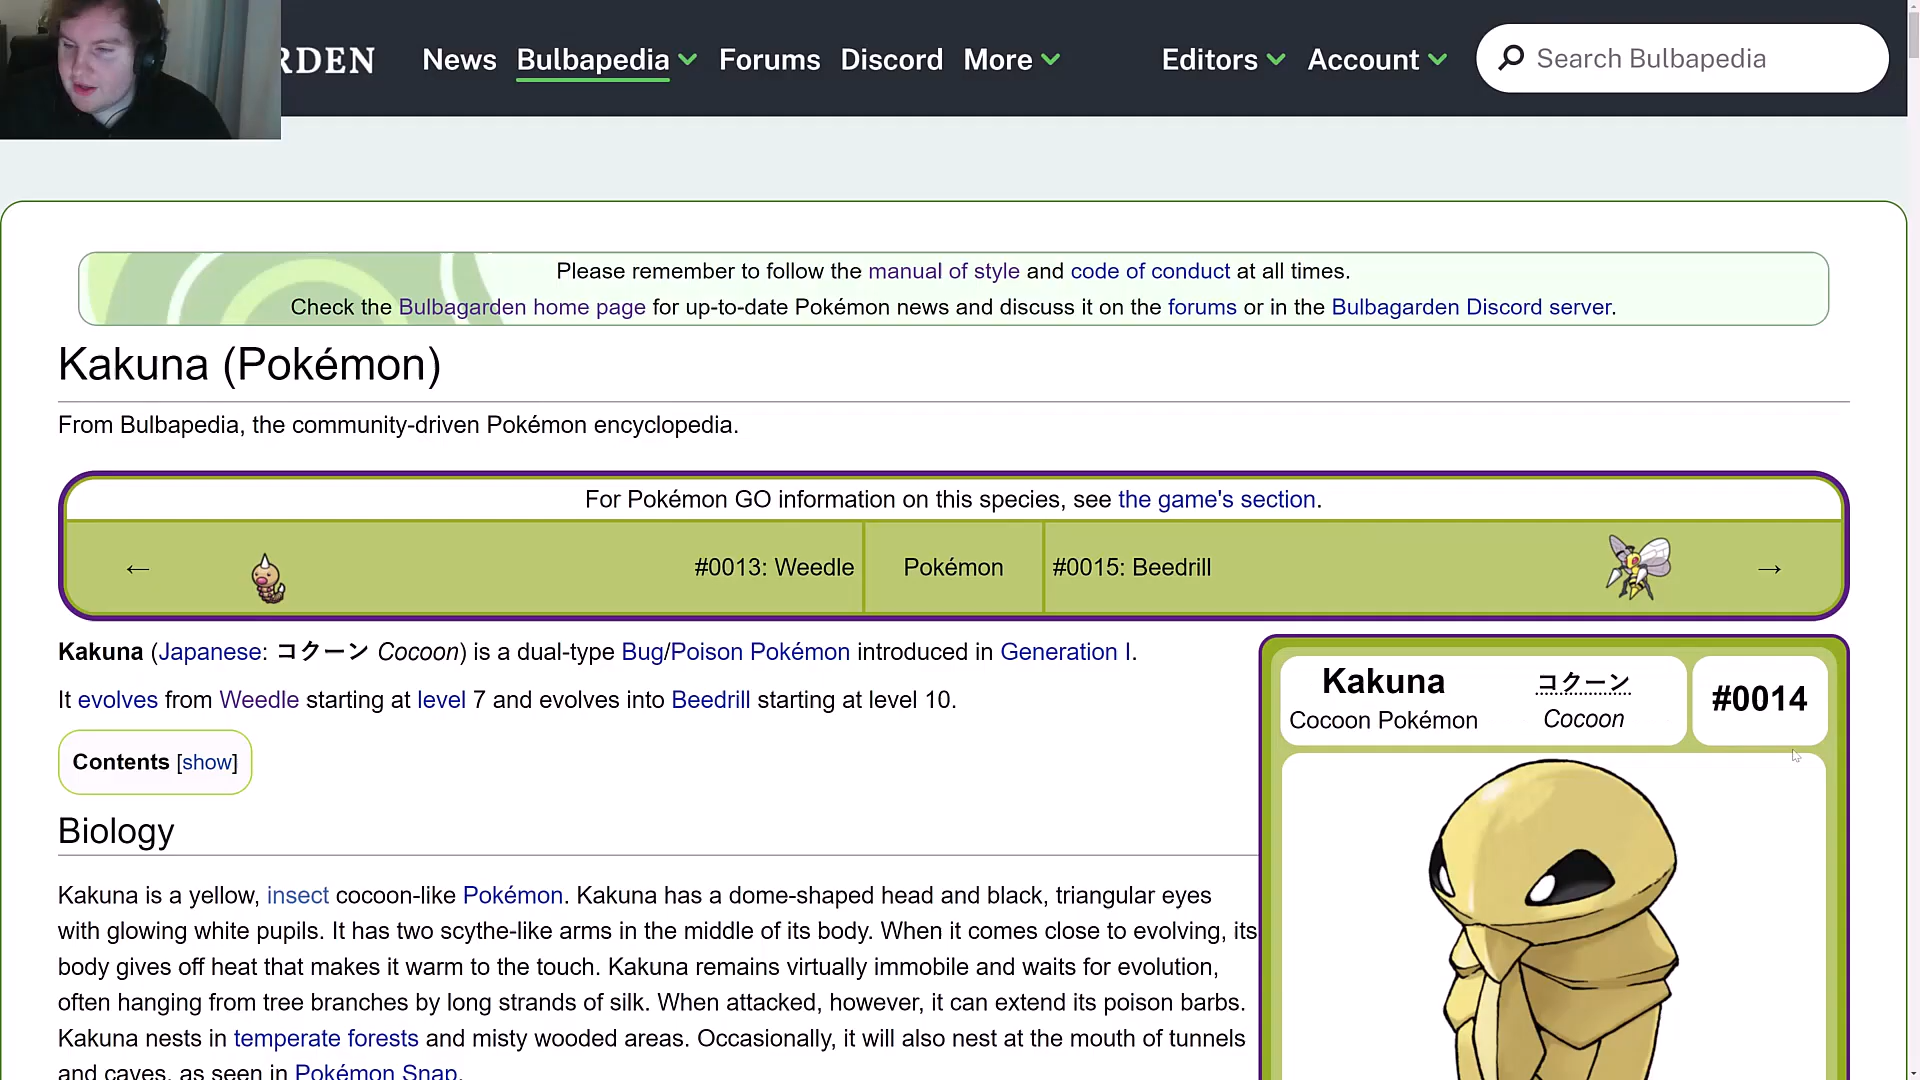 RDEN News Bulbapedia Forums Discord More Editors Account Search Bulbapedia
Please remember to follow the manual of style and code of conduct at all times.
Check the Bulbagarden home page for up-to-date Pokémon news and discuss it on the forums or in the Bulbagarden Discord server.
Kakuna (Pokémon)
From Bulbapedia, the community-driven Pokémon encyclopedia.
For Pokémon GO information on this species, see the game's section.
← #0013: Weedle Pokémon #0015: Beedrill →
Kakuna (Japanese: コクーン Cocoon) is a dual-type Bug/Poison Pokémon introduced in Generation I.
It evolves from Weedle starting at level 7 and evolves into Beedrill starting at level 10.
Contents [show]
Biology
Kakuna is a yellow, insect cocoon-like Pokémon. Kakuna has a dome-shaped head and black, triangular eyes
with glowing white pupils. It has two scythe-like arms in the middle of its body. When it comes close to evolving, its
body gives off heat that makes it warm to the touch. Kakuna remains virtually immobile and waits for evolution,
often hanging from tree branches by long strands of silk. When attacked, however, it can extend its poison barbs.
Kakuna nests in temperate forests and misty wooded areas. Occasionally, it will also nest at the mouth of tunnels
and caves, as seen in Pokémon Snap.
Kakuna コクーン #0014
Cocoon Pokémon Cocoon